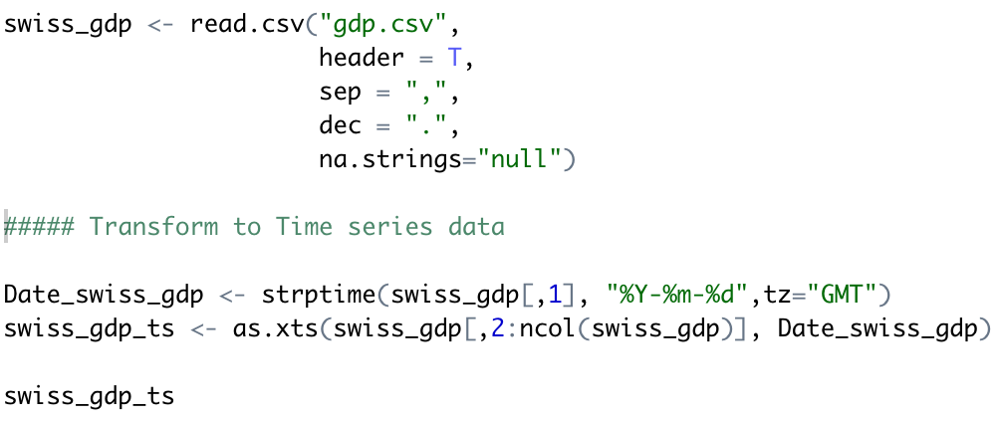 swiss_gdp <- read.csv("gdp.csv",
header = T,
sep = ",",
dec = ".",
na.strings="null")
##### Transform to Time series data
Date_swiss_gdp <- strptime(swiss_gdp[,1], "%Y-%m-%d",tz="GMT")
swiss_gdp_ts <- as.xts(swiss_gdp[,2:ncol(swiss_gdp)], Date_swiss_gdp)
swiss_gdp_ts